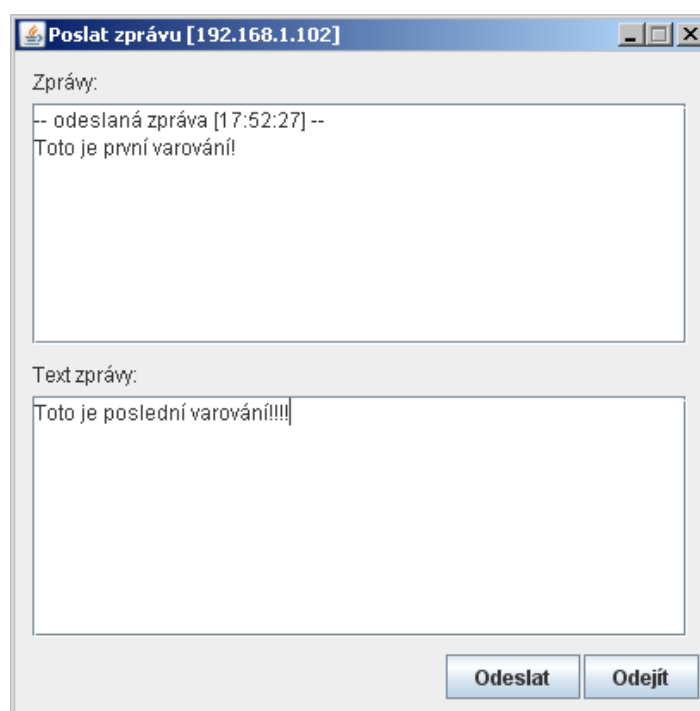 Poslat zprávu [192.168.1.102]
Zprávy:
-- odeslaná zpráva [17:52:27] --
Toto je první varování!
Text zprávy:
Toto je poslední varování!!!!
Odeslat Odejít